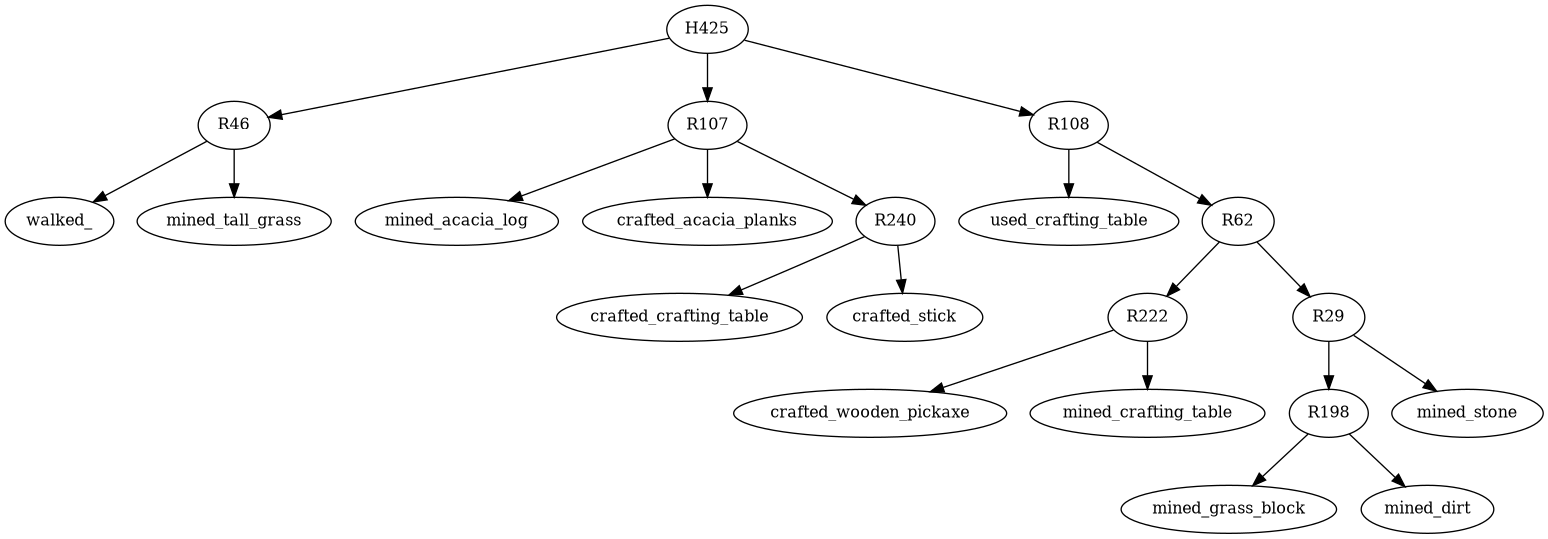 H425
R46
R107
R108
walked_
mined_tall_grass
mined_acacia_log
crafted_acacia_planks
R240
used_crafting_table
R62
crafted_crafting_table
crafted_stick
R222
R29
crafted_wooden_pickaxe
mined_crafting_table
R198
mined_stone
mined_grass_block
mined_dirt